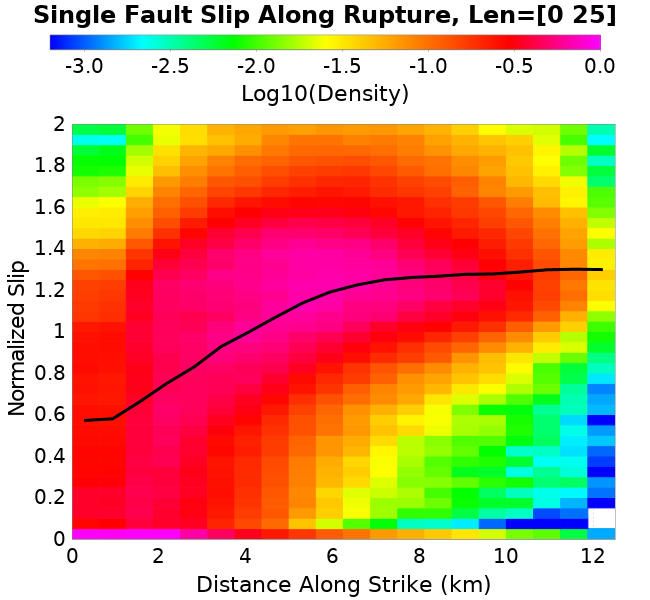 Single Fault Slip Along Rupture, Len=[0 25]
-3.0 -2.5 -2.0 -1.5 -1.0 -0.5 0.0
Log10(Density)
2
1.8
1.6
1.4
1.2
1
0.8
0.6
0.4
0.2
0
Normalized Slip
0 2 4 6 8 10 12
Distance Along Strike (km)